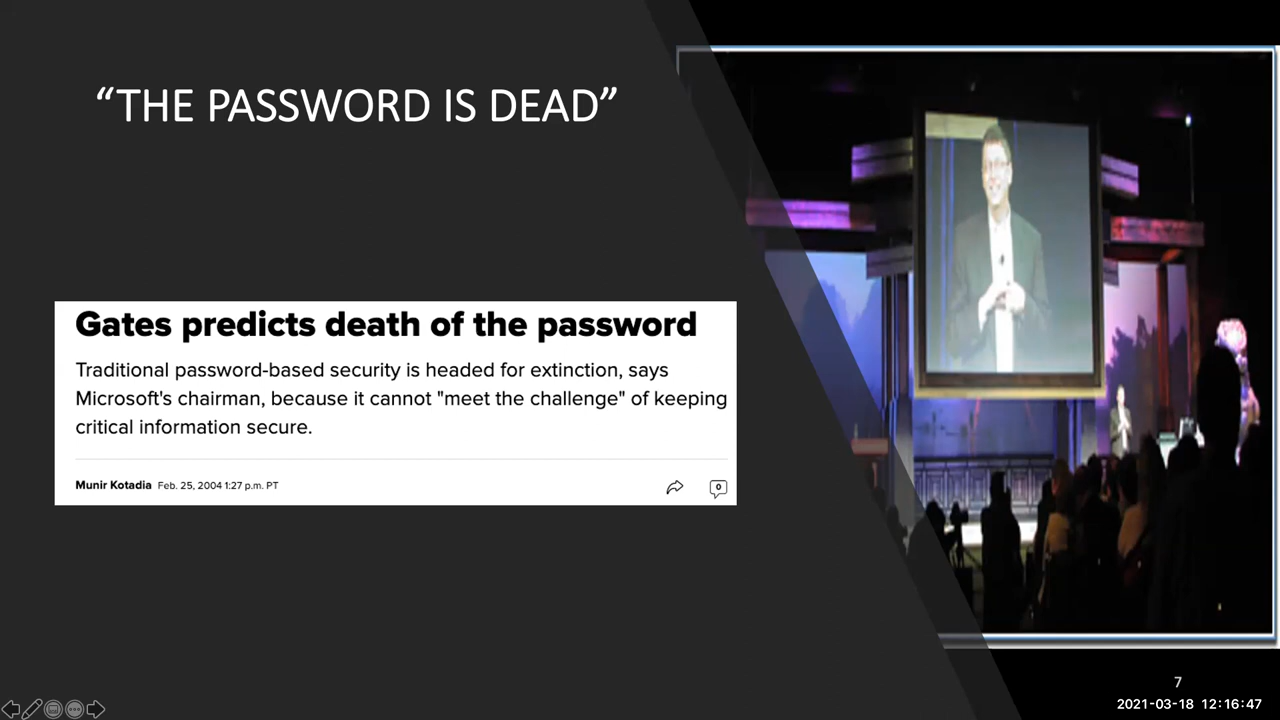 “THE PASSWORD IS DEAD”
Gates predicts death of the password
Traditional password-based security is headed for extinction, says
Microsoft's chairman, because it cannot "meet the challenge" of keeping
critical information secure.
Munir Kotadia Feb. 25, 2004 1:27 p.m. PT
0
7
2021-03-18 12:16:47